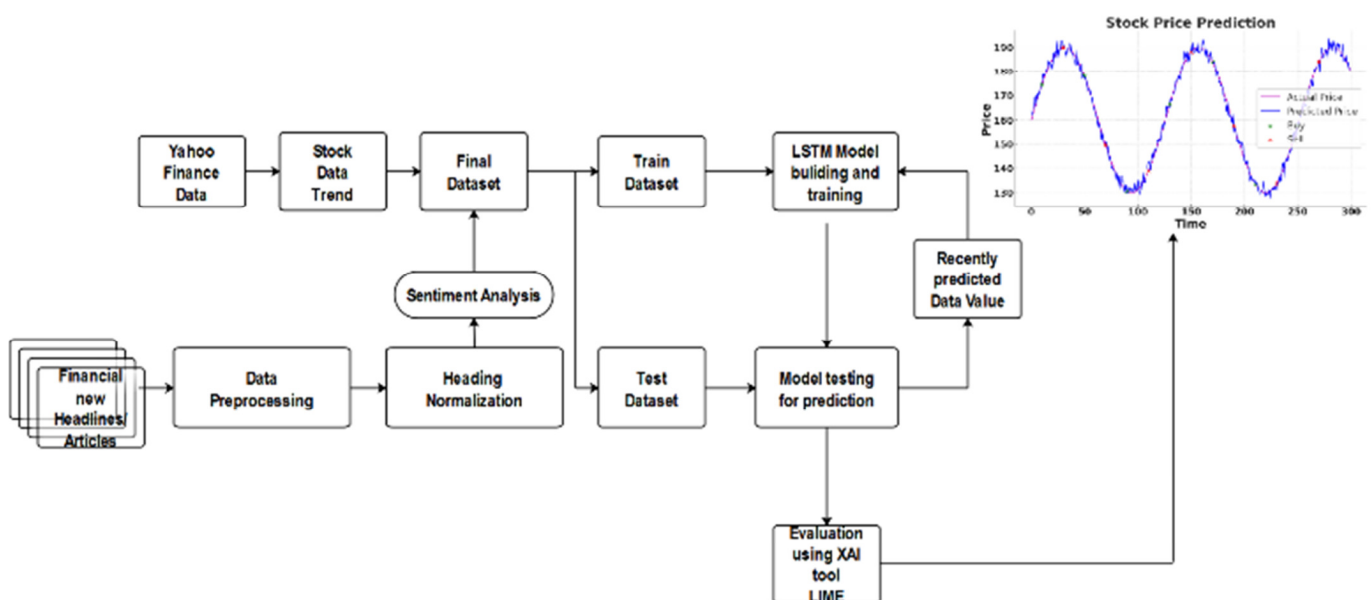 Stock Price Prediction
190
180
170
160
150
140
130
Price
0 50 100 150 200 250 300
Time
Actual Price
Predicted Price
Buy
Sell
Yahoo
Finance
Data
Stock
Data
Trend
Final
Dataset
Train
Dataset
LSTM Model
buliding and
training
Recently
predicted
Data Value
Sentiment Analysis
Financial
new
Headlines/
Articles
Data
Preprocessing
Heading
Normalization
Test
Dataset
Model testing
for prediction
Evaluation
using XAI
tool
LIME